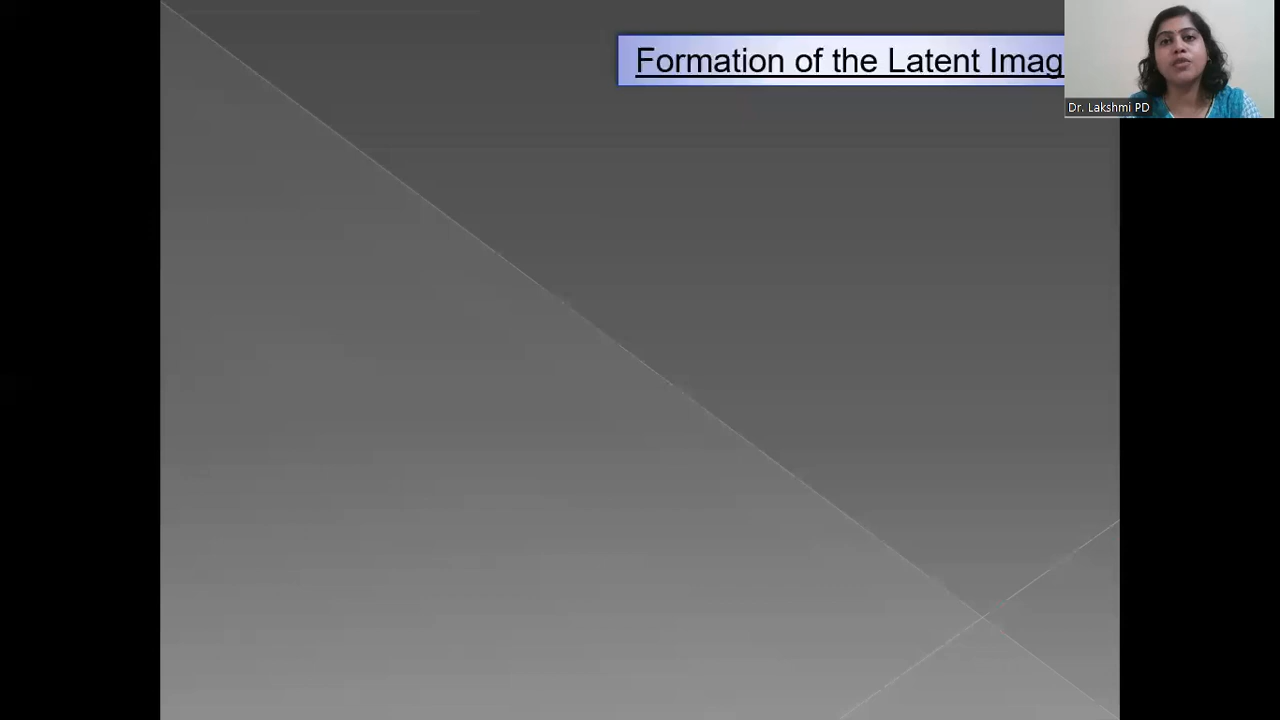 Formation of the Latent Imag
Dr. Lakshmi PD